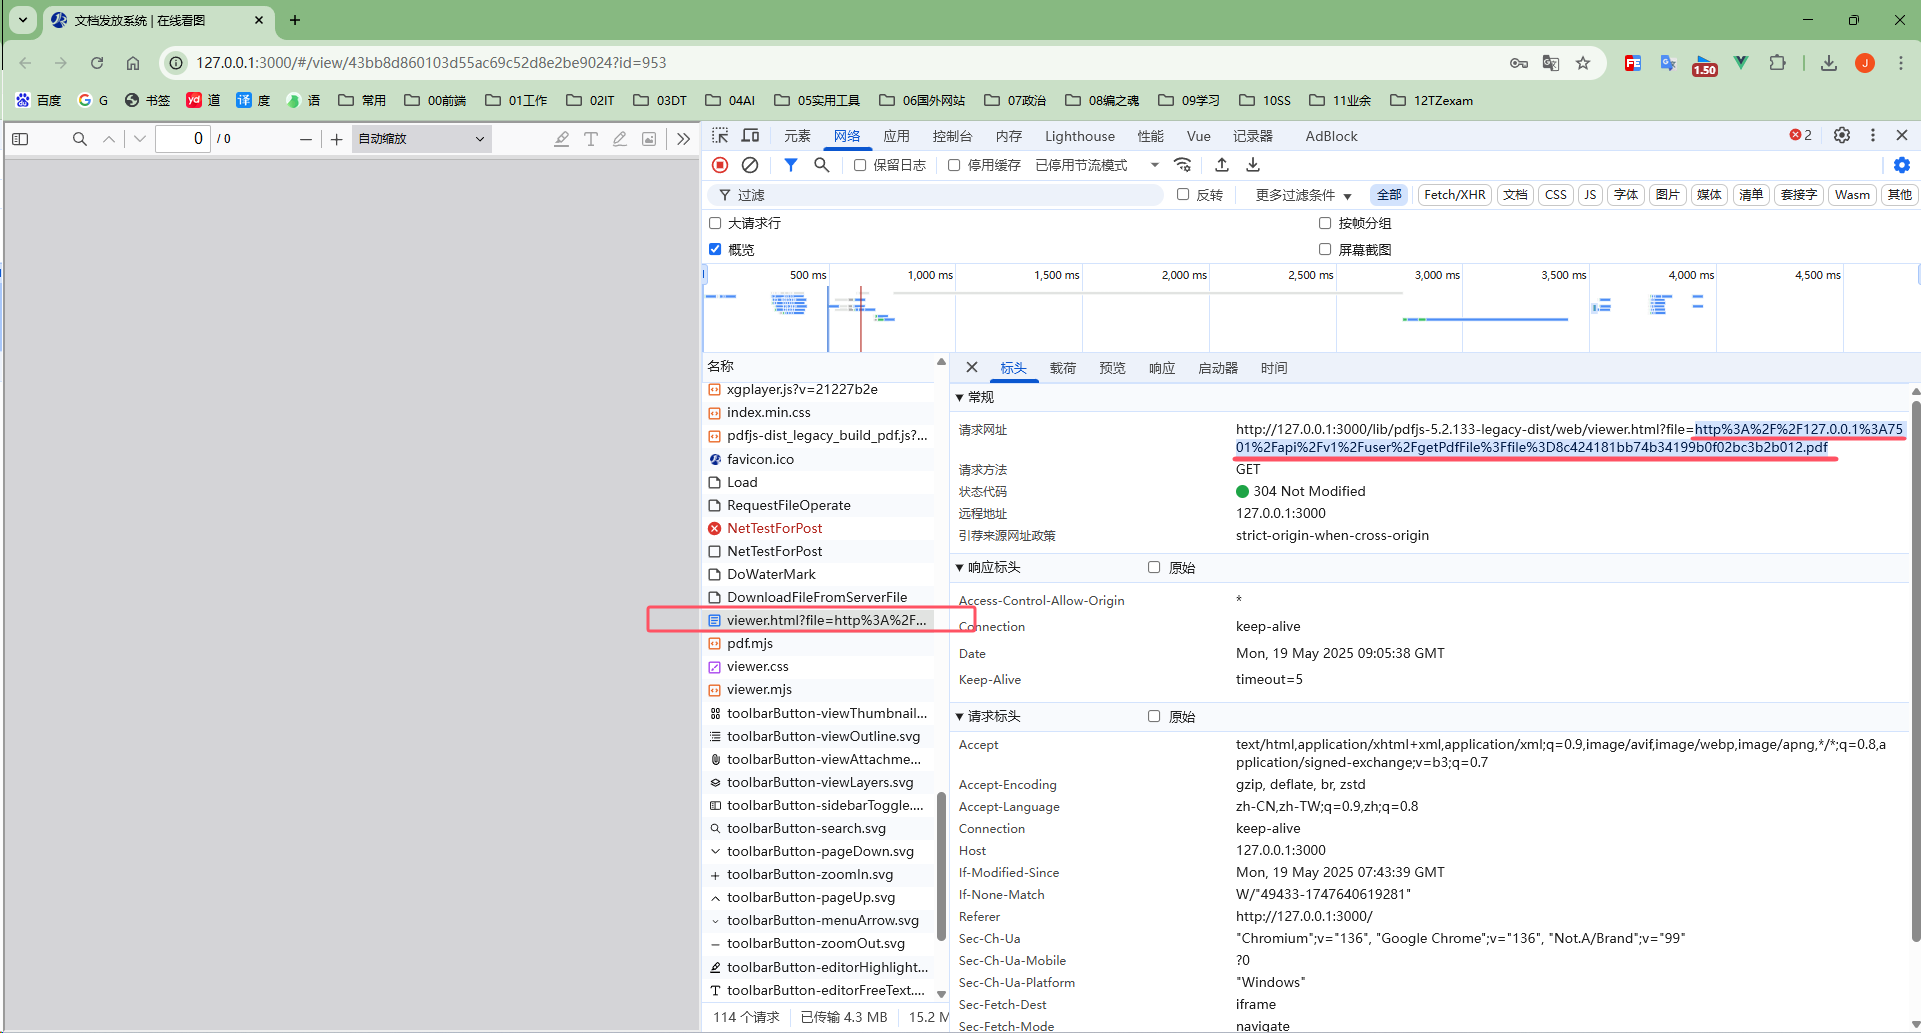 文档发放系统 | 在线看图
127.0.0.1:3000/#/view/43bb8d860103d55ac69c52d8e2be9024?id=953
FE
1.50
J
百度
G
书签
yd 道
译 度
语
常用
00前端
01工作
02IT
03DT
04AI
05实用工具
06国外网站
07政治
08编之魂
09学习
10SS
11业余
12TZexam
0 / 0
自动缩放
元素 网络 应用 控制台 内存 Lighthouse 性能 Vue 记录器 AdBlock 2
保留日志 停用缓存 已停用节流模式
过滤 反转 更多过滤条件 全部 Fetch/XHR 文档 CSS JS 字体 图片 媒体 清单 套接字 Wasm 其他
大请求行 按帧分组
概览 屏幕截图
500 ms 1,000 ms 1,500 ms 2,000 ms 2,500 ms 3,000 ms 3,500 ms 4,000 ms 4,500 ms
名称
xgplayer.js?v=21227b2e
index.min.css
pdfjs-dist_legacy_build_pdf.js?...
favicon.ico
Load
RequestFileOperate
NetTestForPost
NetTestForPost
DoWaterMark
DownloadFileFromServerFile
viewer.html?file=http%3A%2F...
pdf.mjs
viewer.css
viewer.mjs
toolbarButton-viewThumbnail...
toolbarButton-viewOutline.svg
toolbarButton-viewAttachme...
toolbarButton-viewLayers.svg
toolbarButton-sidebarToggle....
toolbarButton-search.svg
toolbarButton-pageDown.svg
toolbarButton-zoomIn.svg
toolbarButton-pageUp.svg
toolbarButton-menuArrow.svg
toolbarButton-zoomOut.svg
toolbarButton-editorHighlight...
toolbarButton-editorFreeText....
114 个请求 已传输 4.3 MB 15.2 M
标头 载荷 预览 响应 启动器 时间
常规
请求网址 http://127.0.0.1:3000/lib/pdfjs-5.2.133-legacy-dist/web/viewer.html?file=http%3A%2F%2F127.0.0.1%3A75
01%2Fapi%2Fv1%2Fuser%2FgetPdfFile%3Ffile%3D8c424181bb74b34199b0f02bc3b2b012.pdf
请求方法 GET
状态代码 304 Not Modified
远程地址 127.0.0.1:3000
引荐来源网址政策 strict-origin-when-cross-origin
响应标头 原始
Access-Control-Allow-Origin *
Connection keep-alive
Date Mon, 19 May 2025 09:05:38 GMT
Keep-Alive timeout=5
请求标头 原始
Accept text/html,application/xhtml+xml,application/xml;q=0.9,image/avif,image/webp,image/apng,*/*;q=0.8,a
pplication/signed-exchange;v=b3;q=0.7
Accept-Encoding gzip, deflate, br, zstd
Accept-Language zh-CN,zh-TW;q=0.9,zh;q=0.8
Connection keep-alive
Host 127.0.0.1:3000
If-Modified-Since Mon, 19 May 2025 07:43:39 GMT
If-None-Match W/"49433-1747640619281"
Referer http://127.0.0.1:3000/
Sec-Ch-Ua "Chromium";v="136", "Google Chrome";v="136", "Not.A/Brand";v="99"
Sec-Ch-Ua-Mobile ?0
Sec-Ch-Ua-Platform "Windows"
Sec-Fetch-Dest iframe
Sec-Fetch-Mode navigate